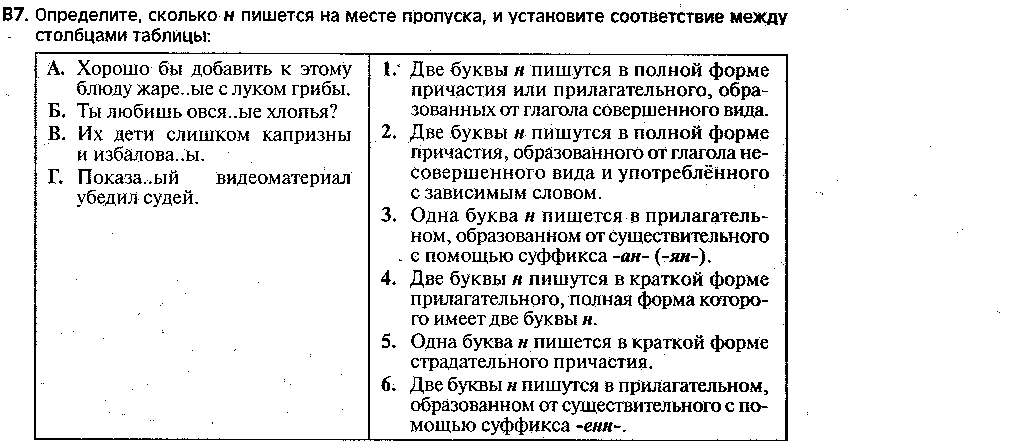 В7. Определите, сколько н пишется на месте пропуска, и установите соответствие между
столбцами таблицы:
А. Хорошо бы добавить к этому
блюду жаре..ые с луком грибы.
Б. Ты любишь овся..ые хлопья?
В. Их дети слишком капризны
и избалова..ы.
Г. Показа..ый видеоматериал
убедил судей.
1. Две буквы н пишутся в полной форме
причастия или прилагательного, обра-
зованных от глагола совершенного вида.
2. Две буквы н пишутся в полной форме
причастия, образованного от глагола не-
совершенного вида и употреблённого
с зависимым словом.
3. Одна буква н пишется в прилагатель-
ном, образованном от существительного
с помощью суффикса -ан- (-ян-).
4. Две буквы н пишутся в краткой форме
прилагательного, полная форма которо-
го имеет две буквы н.
5. Одна буква н пишется в краткой форме
страдательного причастия.
6. Две буквы н пишутся в прилагательном,
образованном от существительного с по-
мощью суффикса -енн-.